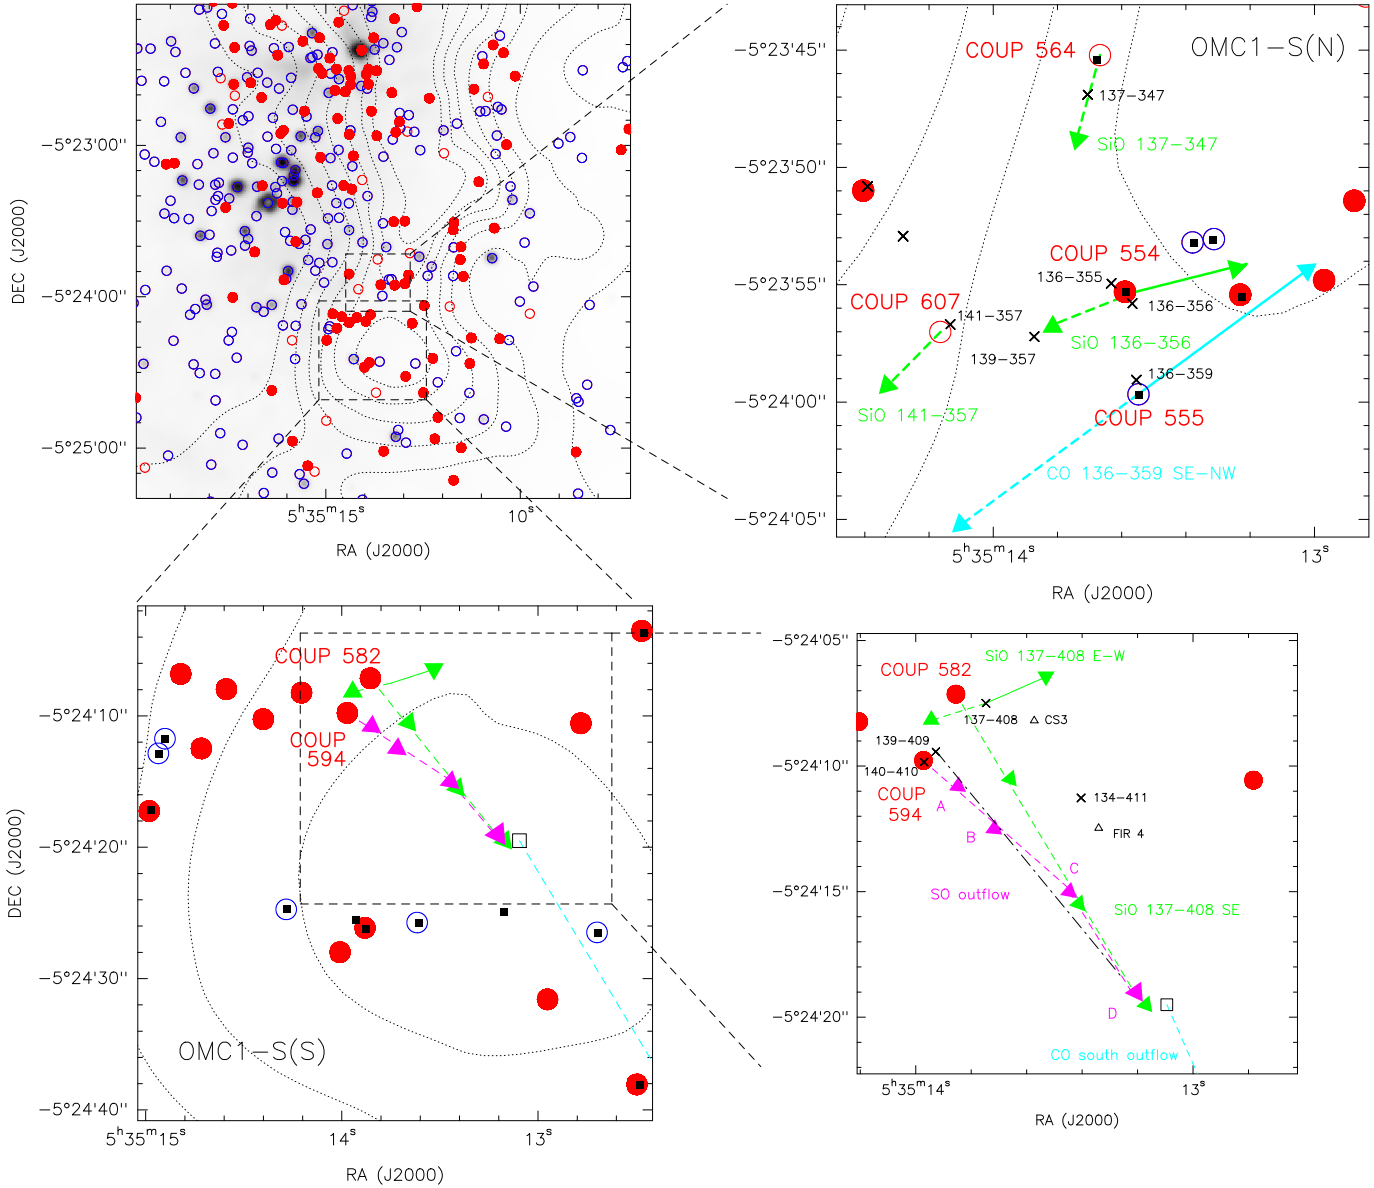 DEC (J2000)
-5°23'00''
-5°24'00''
-5°25'00''
5h35m15s
10s
RA (J2000)
OMC1-S(N)
-5°23'45''
-5°23'50''
-5°23'55''
-5°24'00''
-5°24'05''
COUP 564
137-347
SiO 137-347
COUP 554
136-355
136-356
COUP 607
141-357
139-357
SiO 136-356
136-359
SiO 141-357
COUP 555
CO 136-359 SE-NW
5h35m14s
13s
RA (J2000)
DEC (J2000)
-5°24'10''
-5°24'20''
-5°24'30''
-5°24'40''
COUP 582
COUP
594
OMC1-S(S)
5h35m15s
14s
13s
RA (J2000)
-5°24'05''
-5°24'10''
-5°24'15''
-5°24'20''
SiO 137-408 E-W
COUP 582
137-408
CS3
139-409
140-410
COUP
594
A
134-411
B
FIR 4
C
SO outflow
SiO 137-408 SE
D
CO south outflow
5h35m14s
13s
RA (J2000)